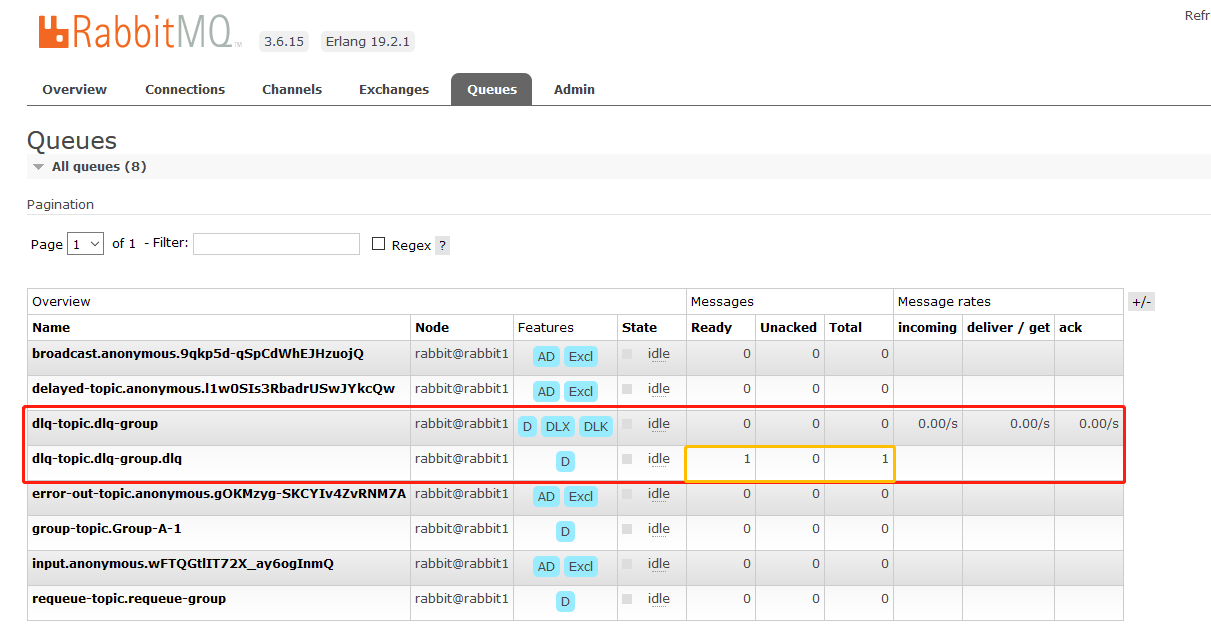 Refr
RabbitMQ TM 3.6.15 Erlang 19.2.1
Overview Connections Channels Exchanges Queues Admin
Queues
All queues (8)
Pagination
Page 1 of 1 - Filter: Regex ?
Overview Messages Message rates +/-
Name Node Features State Ready Unacked Total incoming deliver / get ack
broadcast.anonymous.9qkp5d-qSpCdWhEJHzuojQ rabbit@rabbit1 AD Excl idle 0 0 0
delayed-topic.anonymous.l1w0SIs3RbadrUSwJYkcQw rabbit@rabbit1 AD Excl idle 0 0 0
dlq-topic.dlq-group rabbit@rabbit1 D DLX DLK idle 0 0 0 0.00/s 0.00/s 0.00/s
dlq-topic.dlq-group.dlq rabbit@rabbit1 D idle 1 0 1
error-out-topic.anonymous.gOKMzyg-SKCYIv4ZvRNM7A rabbit@rabbit1 AD Excl idle 0 0 0
group-topic.Group-A-1 rabbit@rabbit1 D idle 0 0 0
input.anonymous.wFTQGtlIT72X_ay6ogInmQ rabbit@rabbit1 AD Excl idle 0 0 0
requeue-topic.requeue-group rabbit@rabbit1 D idle 0 0 0